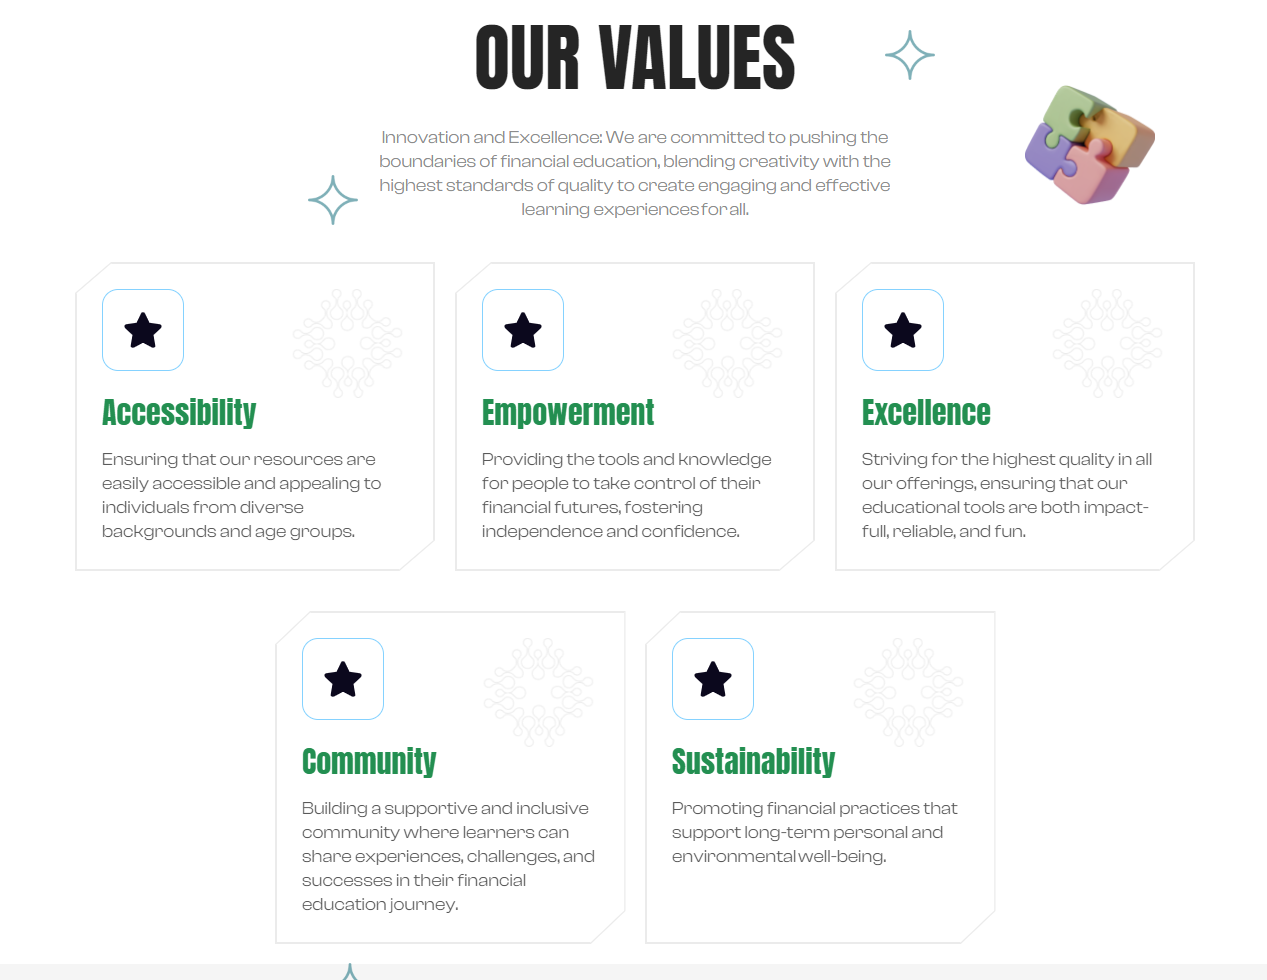 OUR VALUES
Innovation and Excellence: We are committed to pushing the
boundaries of financial education, blending creativity with the
highest standards of quality to create engaging and effective
learning experiences for all.
Accessibility
Ensuring that our resources are
easily accessible and appealing to
individuals from diverse
backgrounds and age groups.
Empowerment
Providing the tools and knowledge
for people to take control of their
financial futures, fostering
independence and confidence.
Excellence
Striving for the highest quality in all
our offerings, ensuring that our
educational tools are both impact-
full, reliable, and fun.
Community
Building a supportive and inclusive
community where learners can
share experiences, challenges, and
successes in their financial
education journey.
Sustainability
Promoting financial practices that
support long-term personal and
environmental well-being.